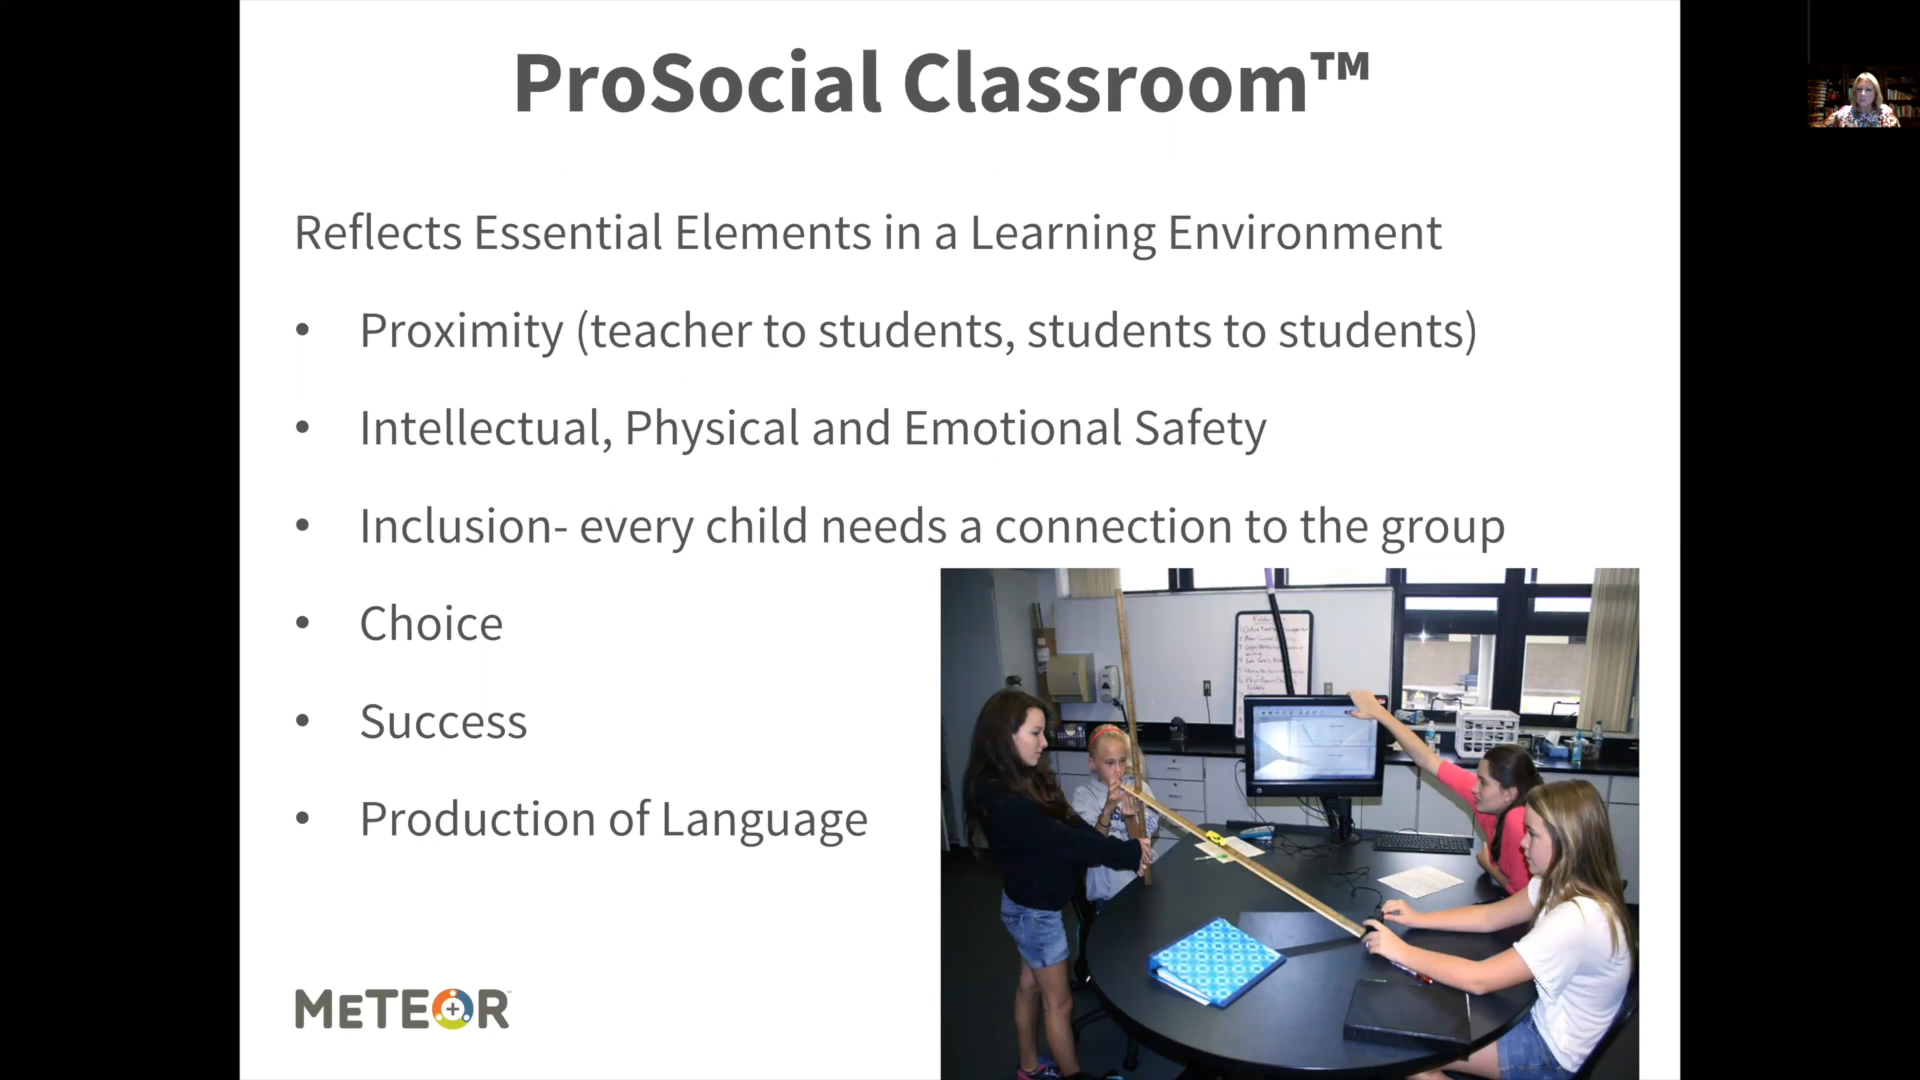 ProSocial Classroom™
Reflects Essential Elements in a Learning Environment
• Proximity (teacher to students, students to students)
• Intellectual, Physical and Emotional Safety
• Inclusion- every child needs a connection to the group
• Choice
• Success
• Production of Language
METEOR